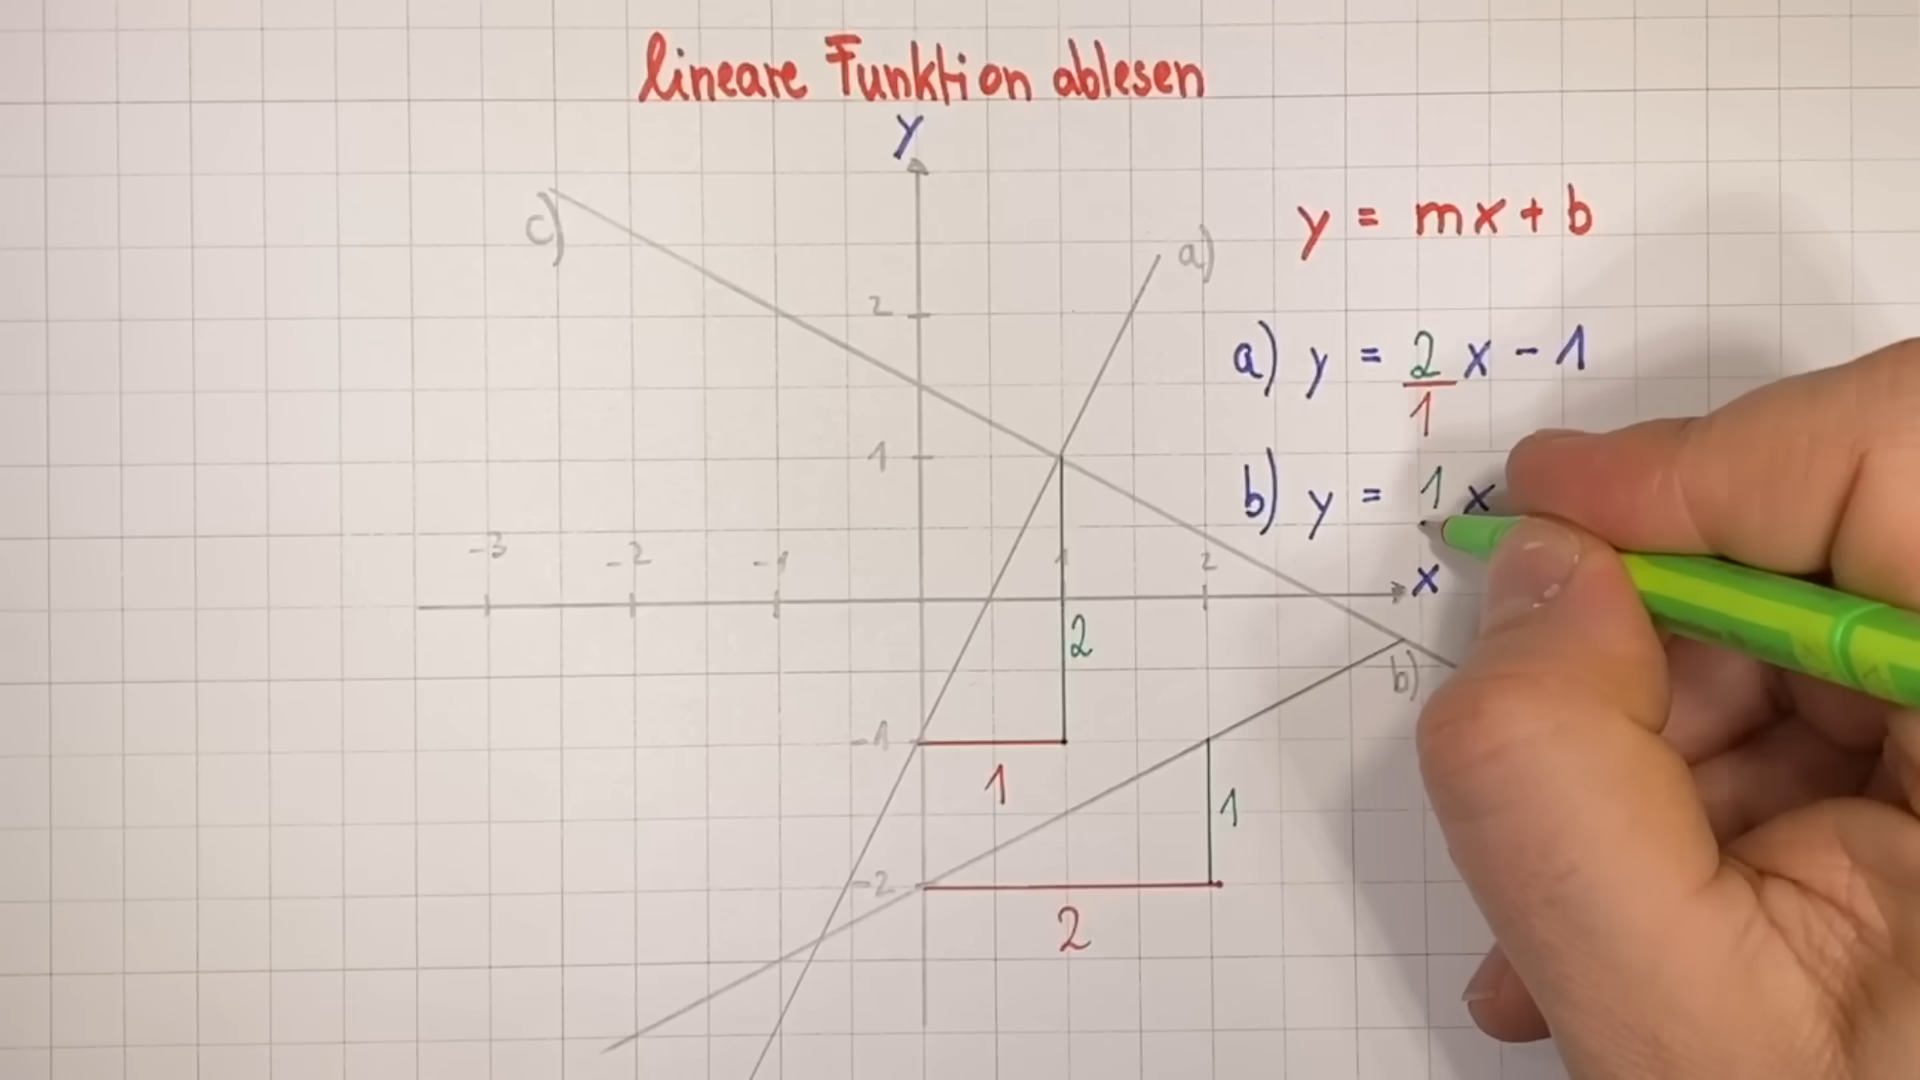 lineare Funktion ablesen
y
c)
a)
y = mx + b
2
a) y = 2/1 x - 1
1
b) y = 1 x
-3 -2 -1 1 2
x
2
b)
-1
1
1
-2
2